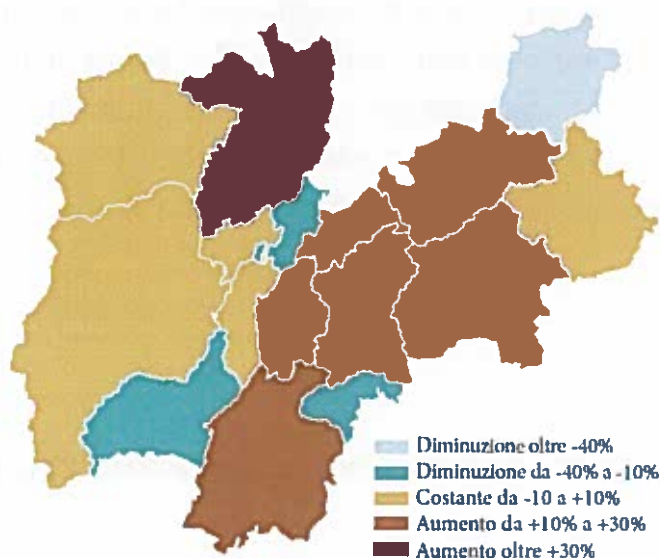 Diminuzione oltre -40%
Diminuzione da -40% a -10%
Costante da -10 a +10%
Aumento da +10% a +30%
Aumento oltre +30%